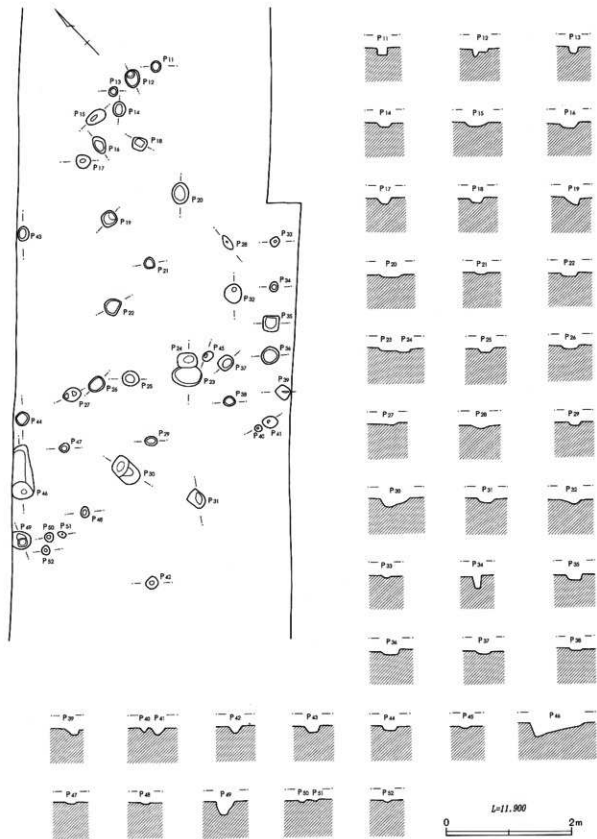 P11
P12
P13
P14
P15
P16
P18
P17
P20
P19
P43
P28
P33
P21
P34
P32
P22
P35
P24
P45
P36
P37
P23
P25
P26
P39
P27
P38
P44
P41
P40
P29
P47
P30
P46
P31
P48
P49
P50
P51
P52
P42
P11 P12 P13
P14 P15 P16
P17 P18 P19
P20 P21 P22
P23 P24 P25 P26
P27 P28 P29
P30 P31 P32
P33 P34 P35
P36 P37 P38
P39 P40 P41 P42 P43 P44 P45 P46
P47 P48 P49 P50 P51 P52
L=11.900
0 2m